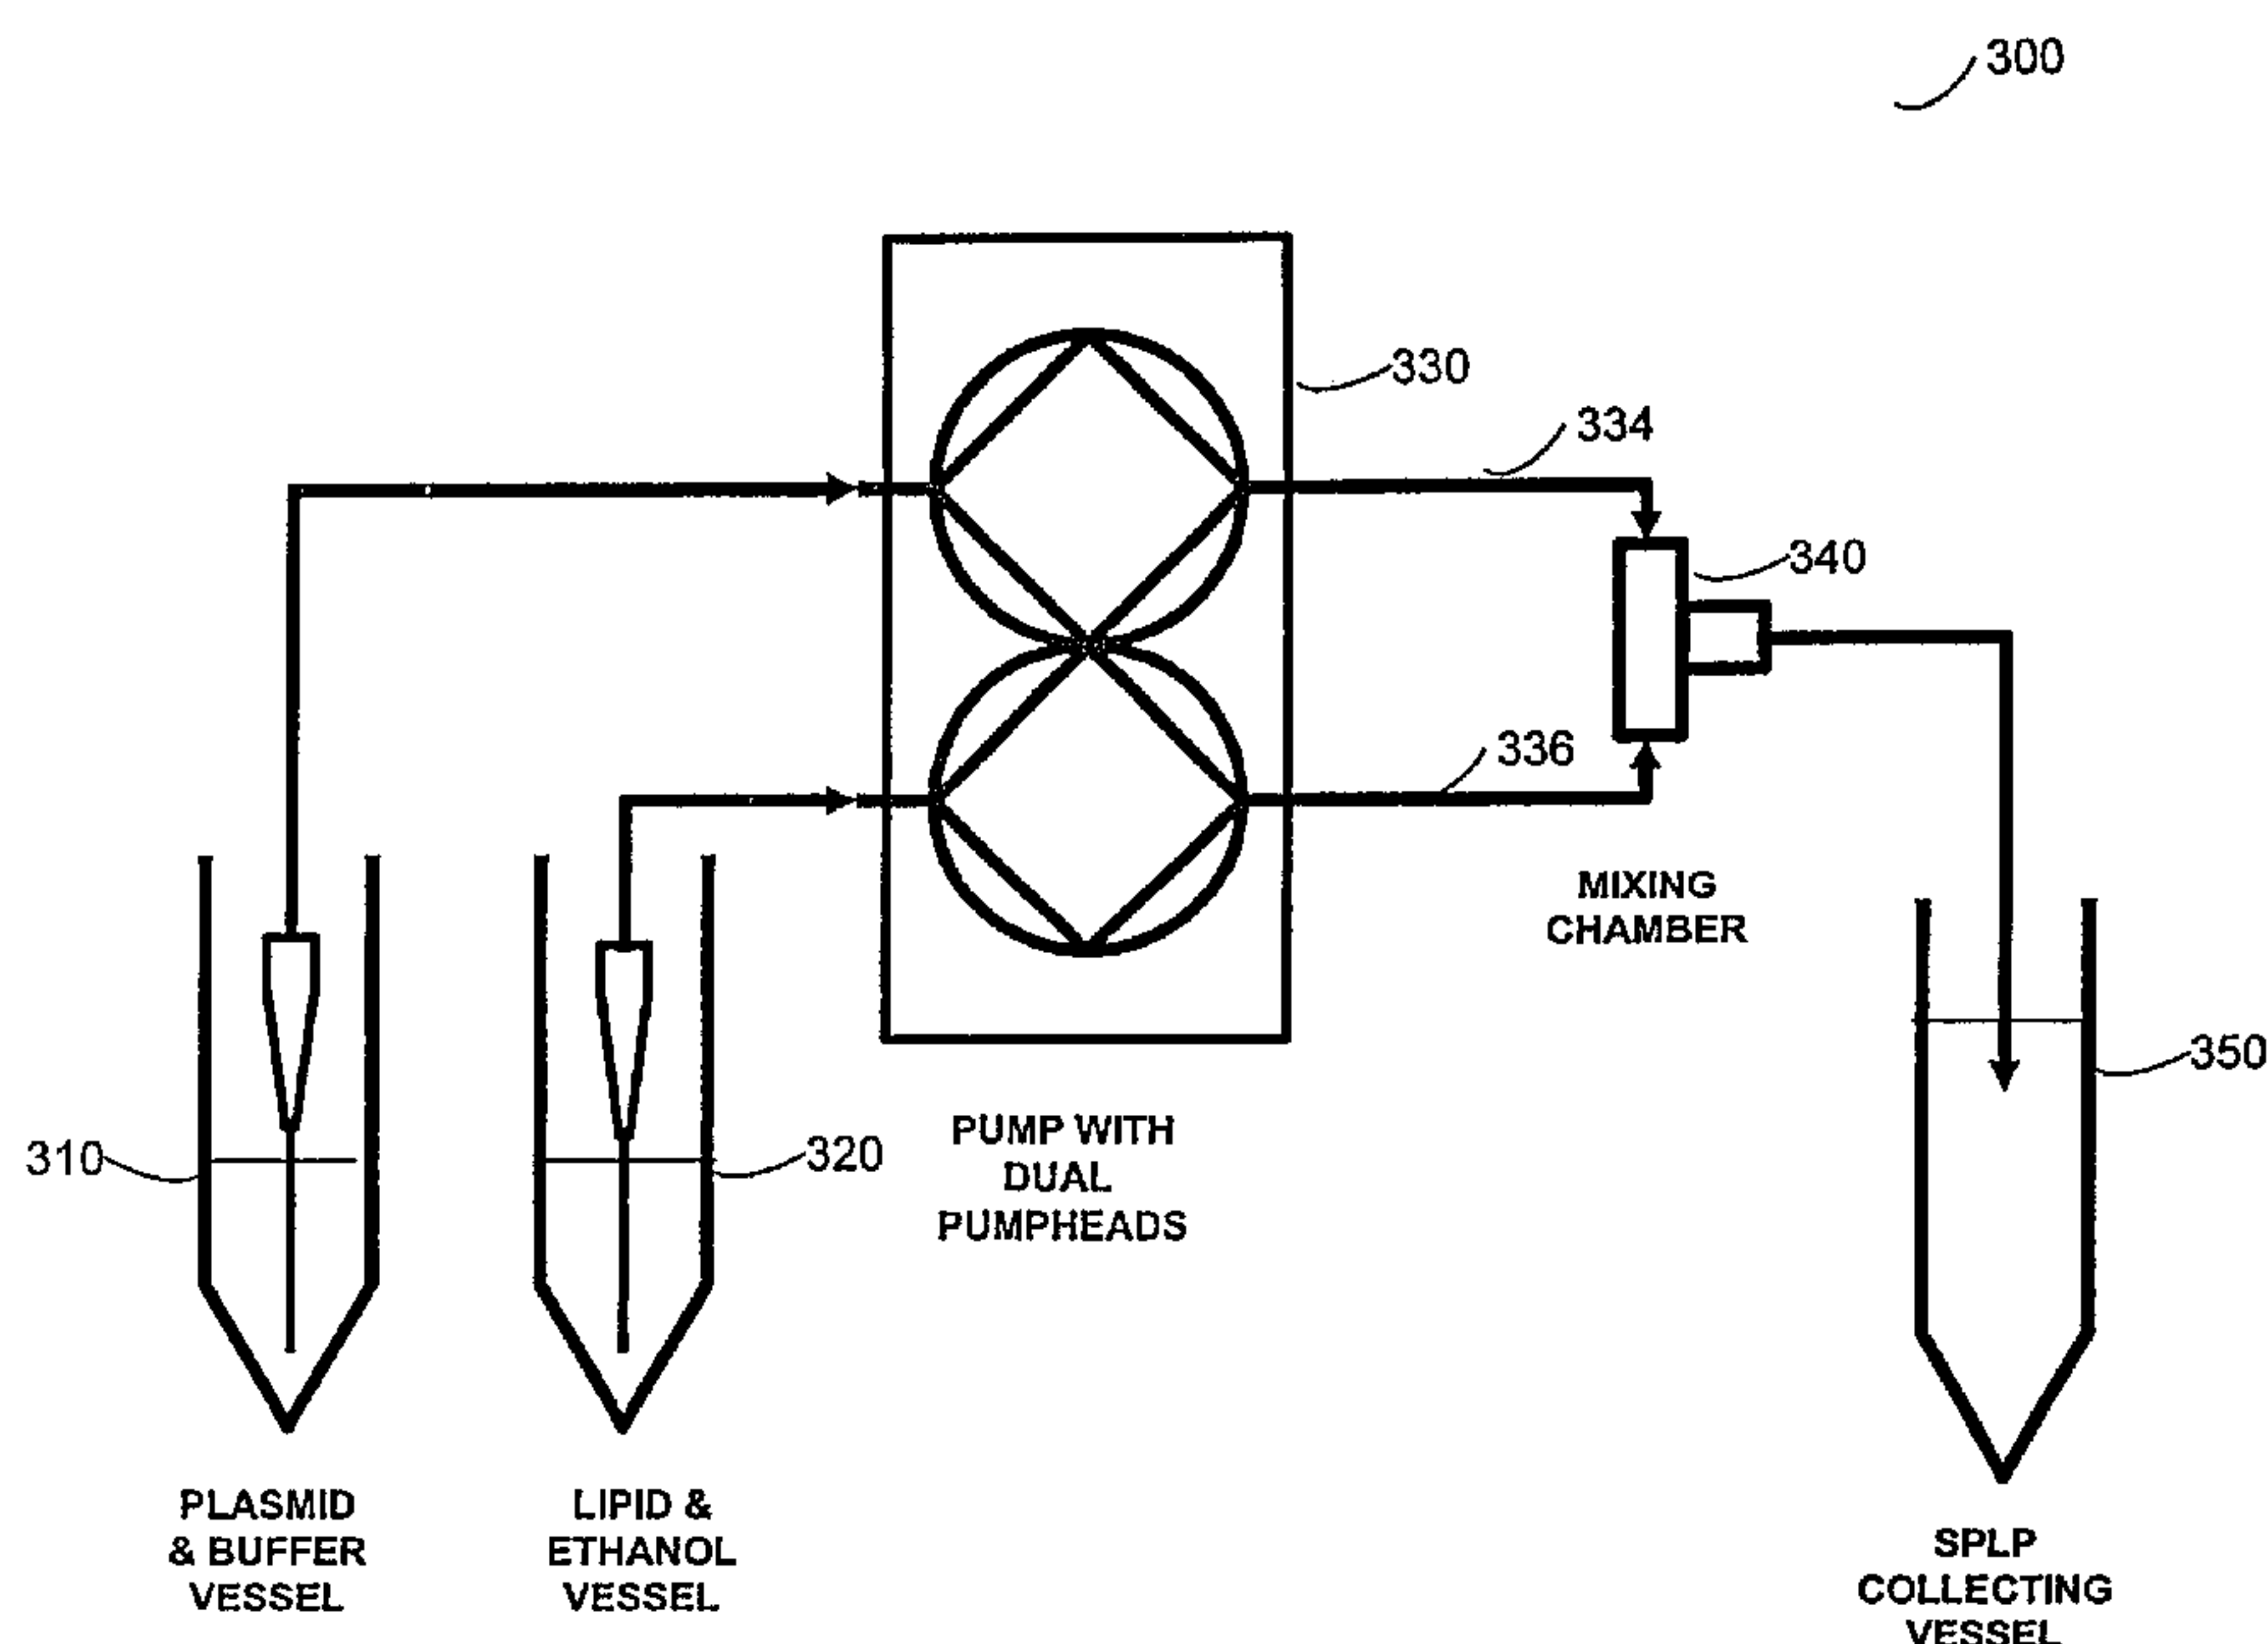 300
330
334
340
336
MIXING
CHAMBER
350
310
320
PUMP WITH
DUAL
PUMPHEADS
PLASMID
& BUFFER
VESSEL
LIPID &
ETHANOL
VESSEL
SPLP
COLLECTING
VESSEL